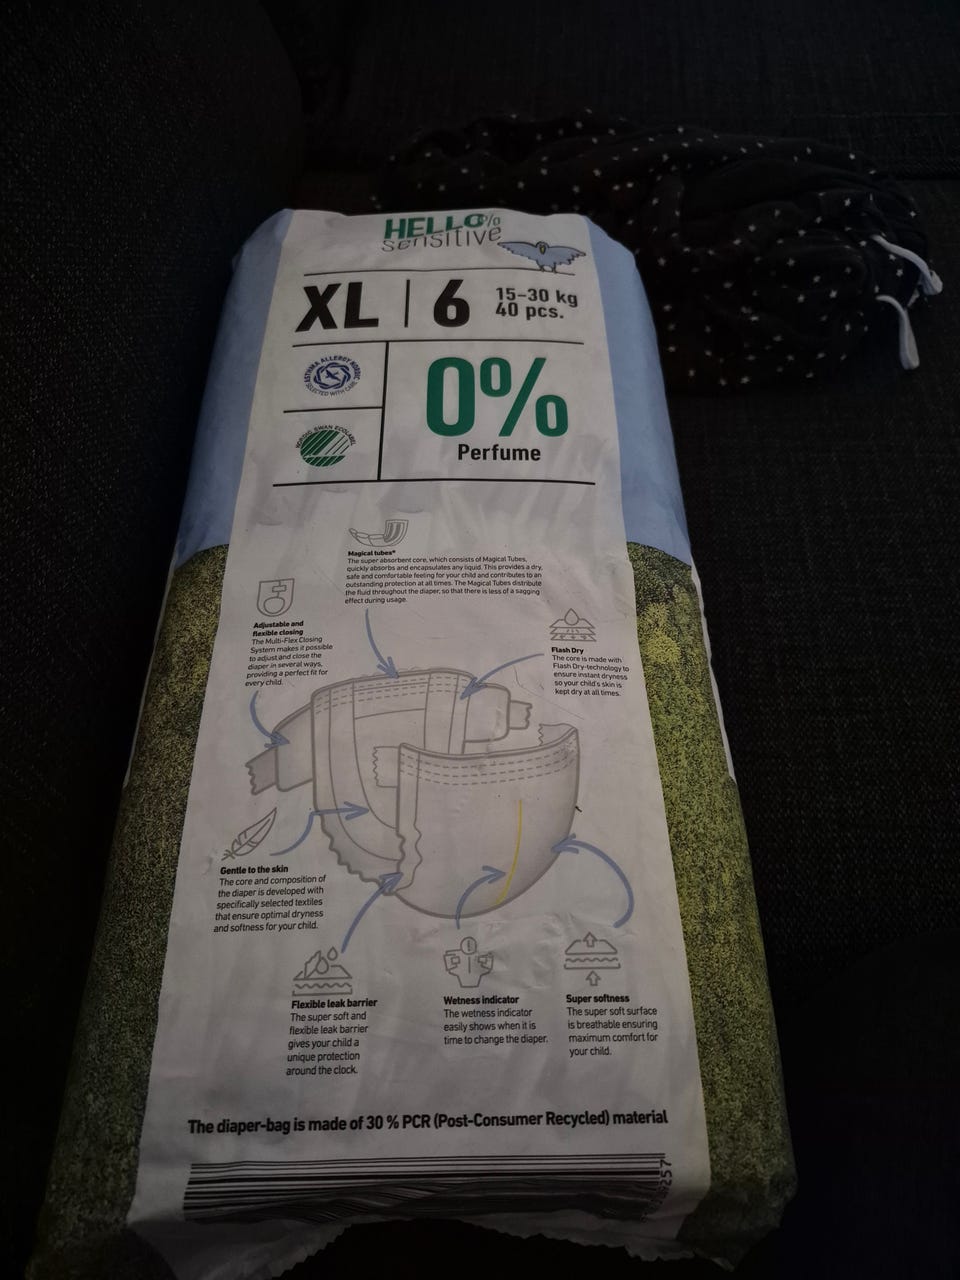 HELLO%
Sensitive
XL | 6
15-30 kg
40 pcs.
ASTHMA ALLERGY NORDIC
SELECTED WITH CARE
NORDIC SWAN ECOLABEL
0%
Perfume
Magical tubes®
The super absorbent core, which consists of Magical Tubes,
quickly absorbs and encapsulates any liquid. This provides a dry,
safe and comfortable feeling for your child and contributes to an
outstanding protection at all times. The Magical Tubes distribute
the fluid throughout the diaper, so that there is less of a sagging
effect during usage.
Adjustable and
flexible closing
The Multi-Flex Closing
System makes it possible
to adjust and close the
diaper in several ways,
providing a perfect fit for
every child.
Flash Dry
The core is made with
Flash Dry-technology to
ensure instant dryness
so your child's skin is
kept dry at all times.
Gentle to the skin
The core and composition of
the diaper is developed with
specifically selected textiles
that ensure optimal dryness
and softness for your child.
Flexible leak barrier
The super soft and
flexible leak barrier
gives your child a
unique protection
around the clock.
Wetness indicator
The wetness indicator
easily shows when it is
time to change the diaper.
Super softness
The super soft surface
is breathable ensuring
maximum comfort for
your child.
The diaper-bag is made of 30 % PCR (Post-Consumer Recycled) material